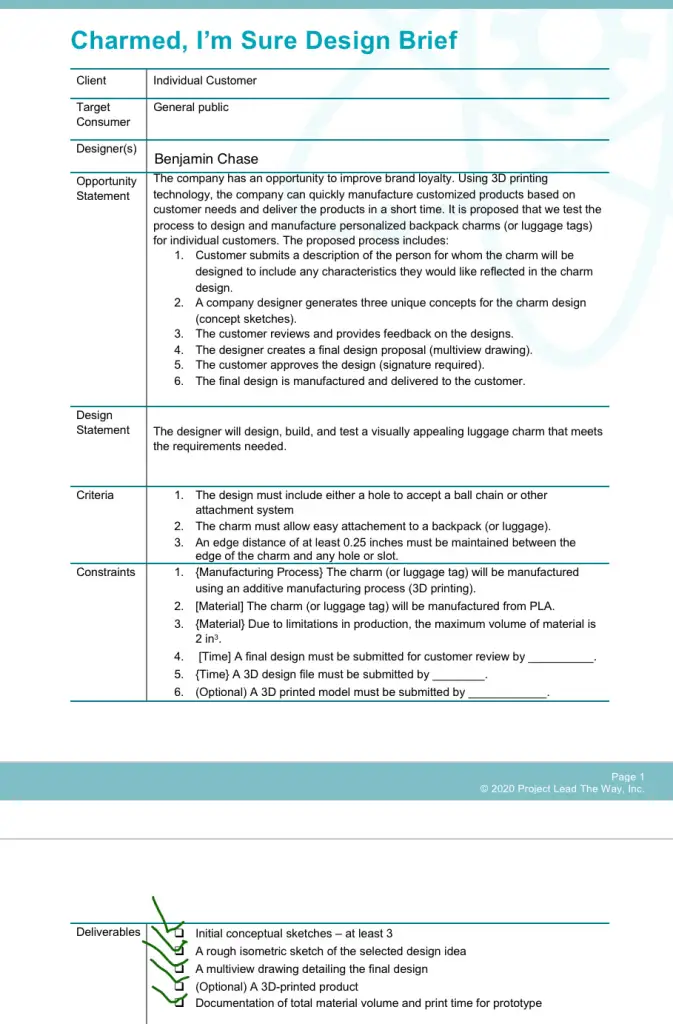 Charmed, I'm Sure Design Brief
Client
Individual Customer
Target
Consumer
General public
Designer(s)
Benjamin Chase
Opportunity
Statement
The company has an opportunity to improve brand loyalty. Using 3D printing
technology, the company can quickly manufacture customized products based on
customer needs and deliver the products in a short time. It is proposed that we test the
process to design and manufacture personalized backpack charms (or luggage tags)
for individual customers. The proposed process includes:
1. Customer submits a description of the person for whom the charm will be
designed to include any characteristics they would like reflected in the charm
design.
2. A company designer generates three unique concepts for the charm design
(concept sketches).
3. The customer reviews and provides feedback on the designs.
4. The designer creates a final design proposal (multiview drawing).
5. The customer approves the design (signature required).
6. The final design is manufactured and delivered to the customer.
Design
Statement
The designer will design, build, and test a visually appealing luggage charm that meets
the requirements needed.
Criteria
1. The design must include either a hole to accept a ball chain or other
attachment system
2. The charm must allow easy attachement to a backpack (or luggage).
3. An edge distance of at least 0.25 inches must be maintained between the
edge of the charm and any hole or slot.
Constraints
1. {Manufacturing Process} The charm (or luggage tag) will be manufactured
using an additive manufacturing process (3D printing).
2. [Material] The charm (or luggage tag) will be manufactured from PLA.
3. {Material} Due to limitations in production, the maximum volume of material is
2 in³.
4. [Time] A final design must be submitted for customer review by __________.
5. {Time} A 3D design file must be submitted by ________.
6. (Optional) A 3D printed model must be submitted by ____________.
Page 1
© 2020 Project Lead The Way, Inc.
Deliverables
❑ Initial conceptual sketches – at least 3
❑ A rough isometric sketch of the selected design idea
❑ A multiview drawing detailing the final design
❑ (Optional) A 3D-printed product
❑ Documentation of total material volume and print time for prototype